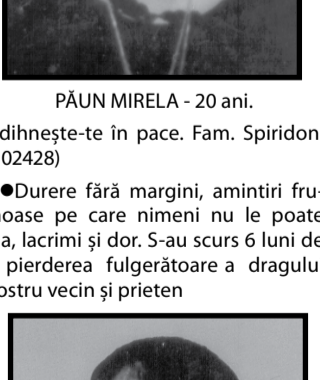 PĂUN MIRELA - 20 ani.
dihnește-te în pace. Fam. Spiridon
02428)
●Durere fără margini, amintiri fru-
oase pe care nimeni nu le poate
a, lacrimi și dor. S-au scurs 6 luni de
pierderea fulgerătoare a dragulu
ostru vecin și prieten